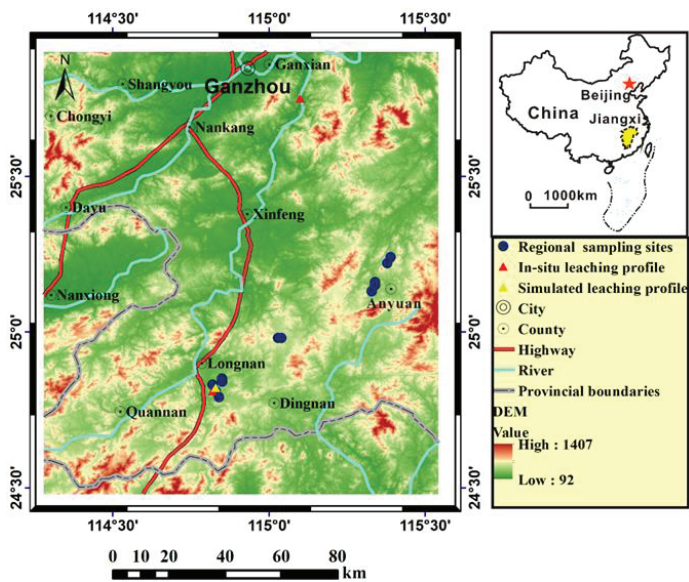 114°30'
115°0'
115°30'
N
Ganxian
Shangyou
Ganzhou
Chongyi
Nankang
25°30'
25°30'
Dayu
Xinfeng
Nanxiong
Anyuan
25°0'
25°0'
Longnan
Quannan
Dingnan
24°30'
24°30'
114°30'
115°0'
115°30'
0 10 20 40 60 80
km
Beijing
China
Jiangxi
0 1000km
Regional sampling sites
In-situ leaching profile
Simulated leaching profile
City
County
Highway
River
Provincial boundaries
DEM
Value
High : 1407
Low : 92